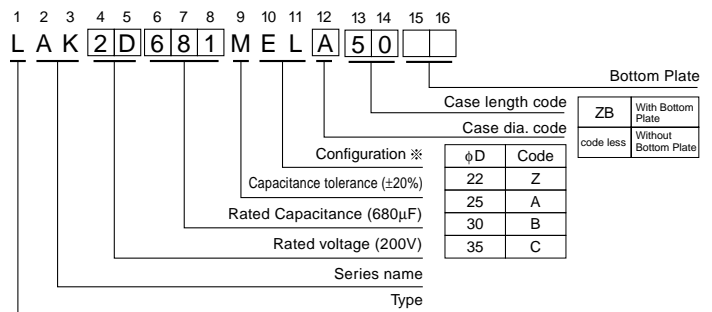 1 2 3 4 5 6 7 8 9 10 11 12 13 14 15 16
L A K 2 D 6 8 1 M E L A 5 0
Bottom Plate
Case length code
ZB With Bottom Plate
code less Without Bottom Plate
Case dia. code
Configuration ※
Capacitance tolerance (±20%)
Rated Capacitance (680µF)
Rated voltage (200V)
Series name
Type
ϕD Code
22 Z
25 A
30 B
35 C